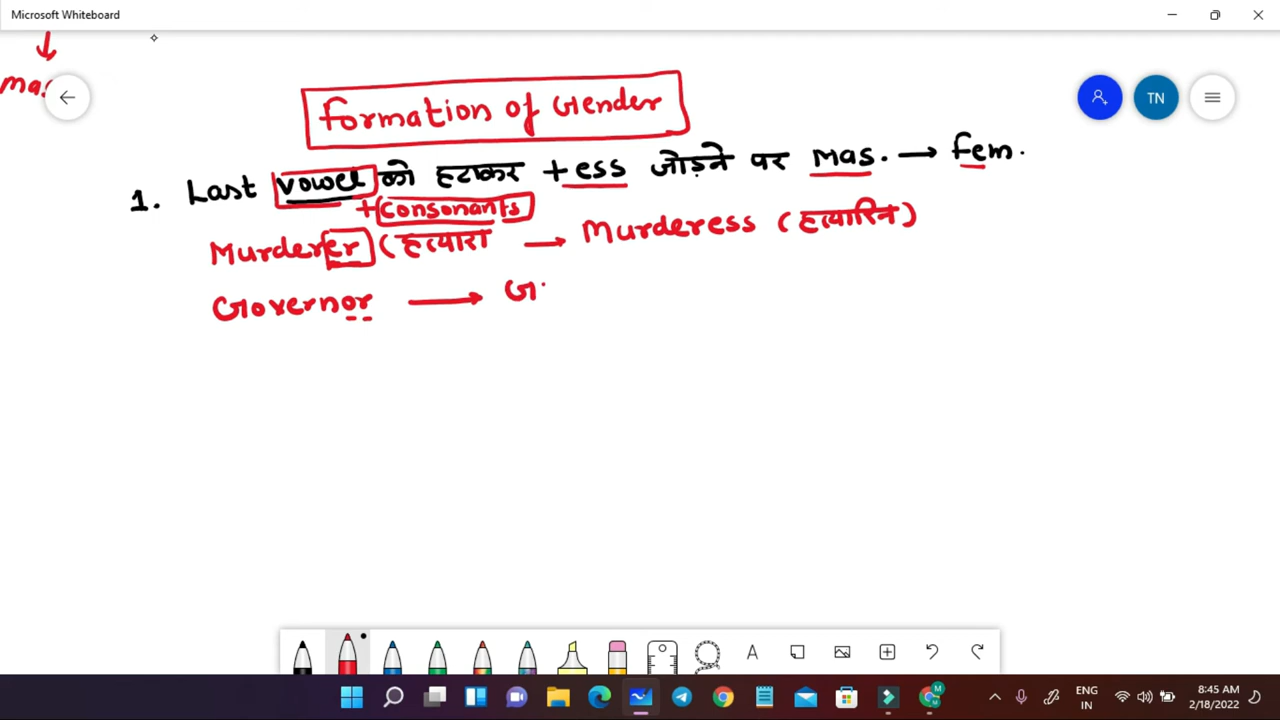 Microsoft Whiteboard
mas
TN
Formation of Gender
1. Last vowel को हटाकर +ess जोड़ने पर mas. → Fem.
+consonants
Murderer (हत्यारा → Murderess (हत्यारिन)
Governor → G
A
ENG
IN
8:45 AM
2/18/2022